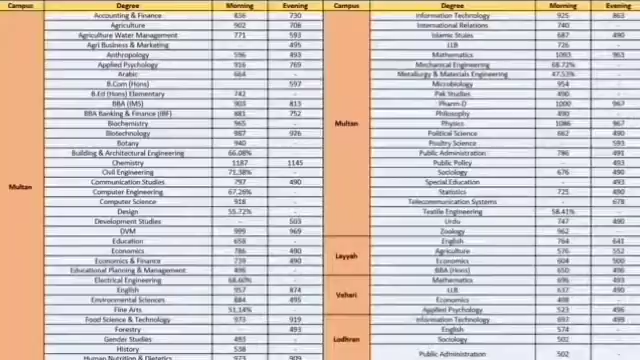 Campus Degree Morning Evening
Accounting & Finance 836 730
Agriculture 902 706
Agriculture Water Management 771 593
Agri Business & Marketing 495
Anthropology 596 493
Applied Psychology 916 769
Arabic 664 -
B.Com (Hons) 597
B.Ed (Hons) Elementary 742 -
BBA (IMS) 903 813
BBA Banking & Finance (IBF) 881 752
Biochemistry 965 -
Biotechnology 987 926
Botany 940 -
Building & Architectural Engineering 66.08% -
Chemistry 1187 1145
Civil Engineering 71.38% -
Communication Studies 797 490
Computer Engineering 67.26% -
Computer Science 918 -
Design 55.72% -
Development Studies - 503
DVM 999 969
Education 658 -
Economics 786 490
Economics & Finance 739 490
Educational Planning & Management 498 -
Electrical Engineering 68.60% -
English 957 874
Environmental Sciences 884 495
Fine Arts 51.14% -
Food Science & Technology 973 919
Forestry - 493
Gender Studies 493 -
History 538 -
Human Nutrition & Dietetics 973 909
Multan
Campus Degree Morning Evening
Information Technology 925 863
International Relations 740 -
Islamic Stuies 687 490
LLB 726 -
Mathematics 1093 963
Mechanical Engineering 68.72% -
Metallurgy & Materials Engineering 47.53% -
Microbiology 954 -
Pak Studies 490 -
Pharm-D 1000 967
Philosophy 490 -
Physics 1086 967
Political Science 662 490
Poultry Science 593
Public Administration 786 491
Public Policy - 493
Sociology 676 490
Special Education - 493
Statistics 725 490
Telecommunication Systems - 678
Textile Engineering 58.41% -
Urdu 747 490
Zoology 962 -
Multan
English 764 641
Agriculture 576 552
Economics 604 500
BBA (Hons) 650 496
Layyah
Mathematics 696 493
LLB 637 490
Economics 498 -
Applied Psychology 523 496
Vehari
Information Technology 697 499
English 574 -
Sociology 502 -
Public Administration 502 -
Lodhran